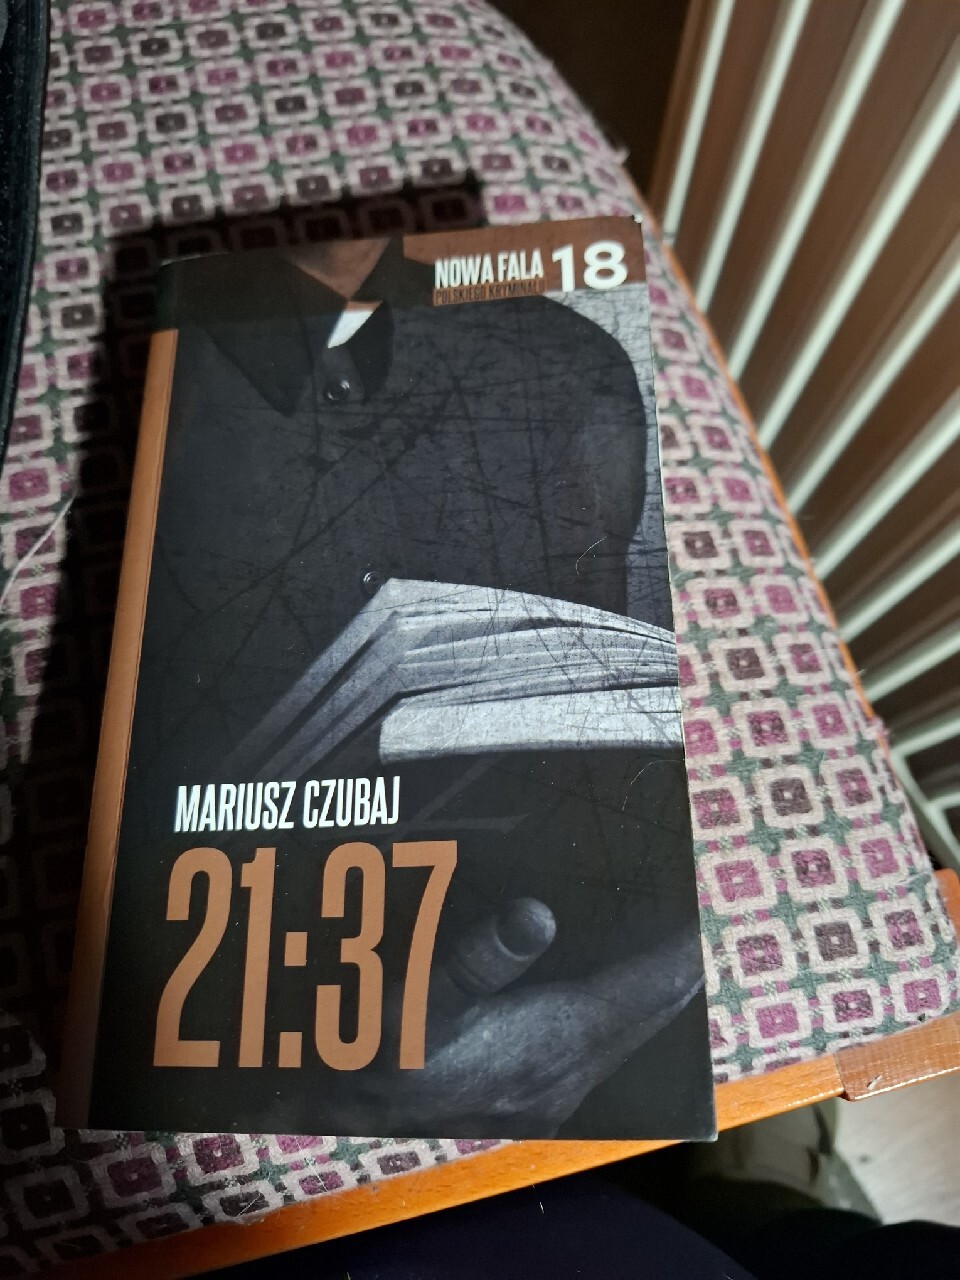 NOWA FALA 18
POLSKIEGO KRYMINAŁU
MARIUSZ CZUBAJ
21:37